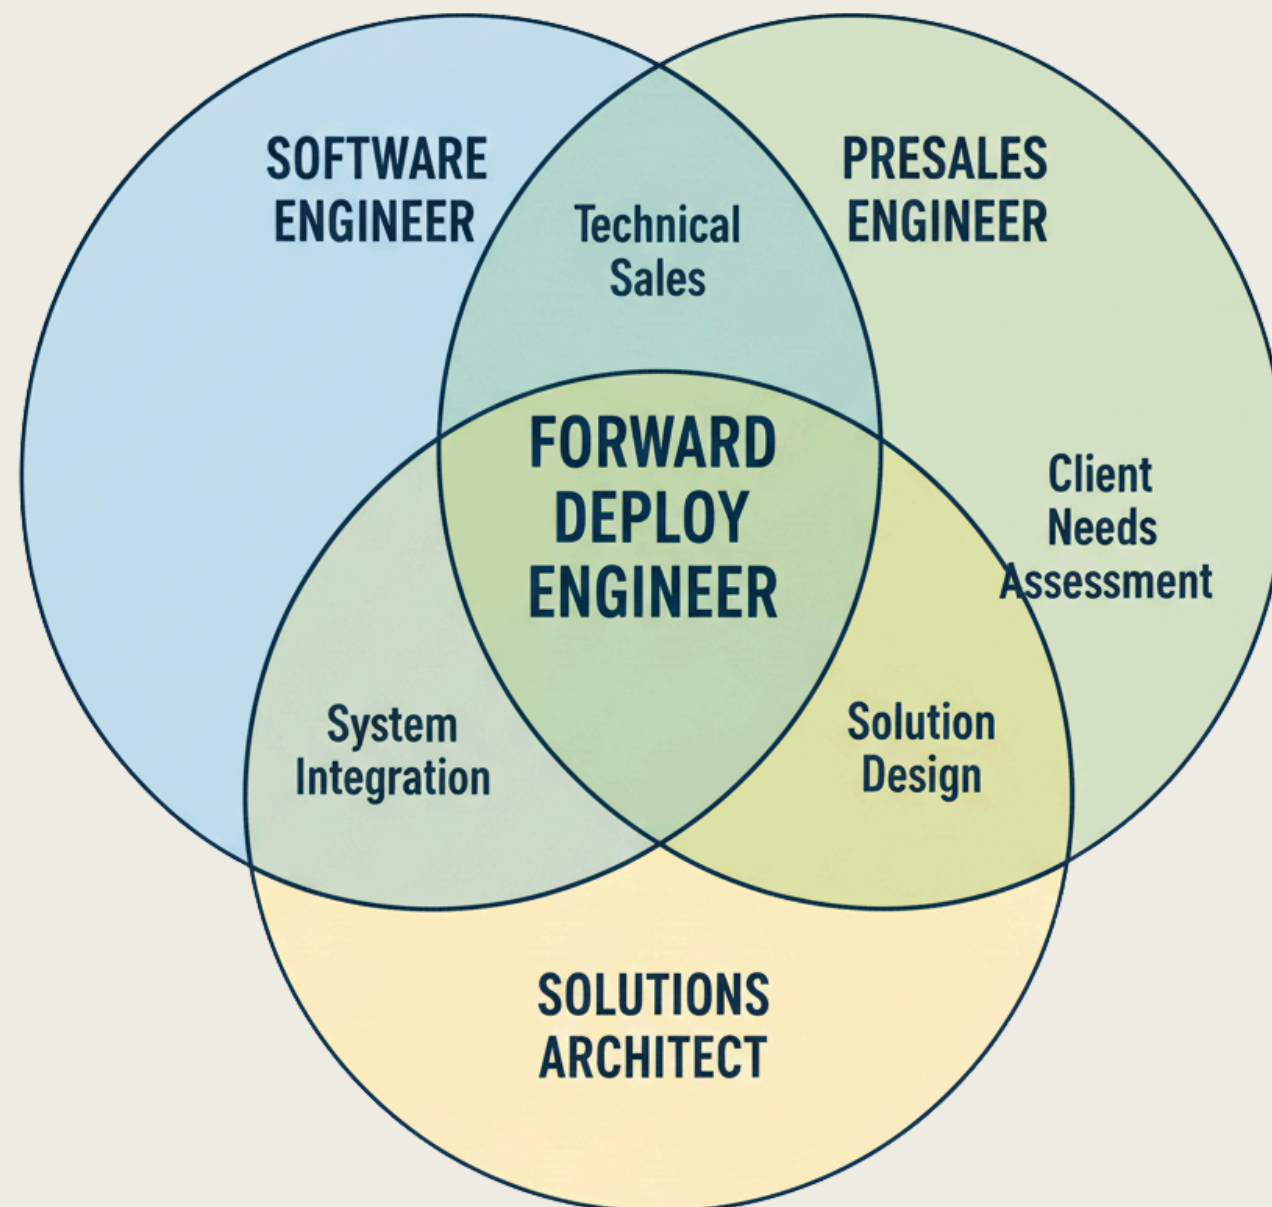 SOFTWARE
ENGINEER
PRESALES
ENGINEER
Technical
Sales
FORWARD
DEPLOY
ENGINEER
Client
Needs
Assessment
System
Integration
Solution
Design
SOLUTIONS
ARCHITECT